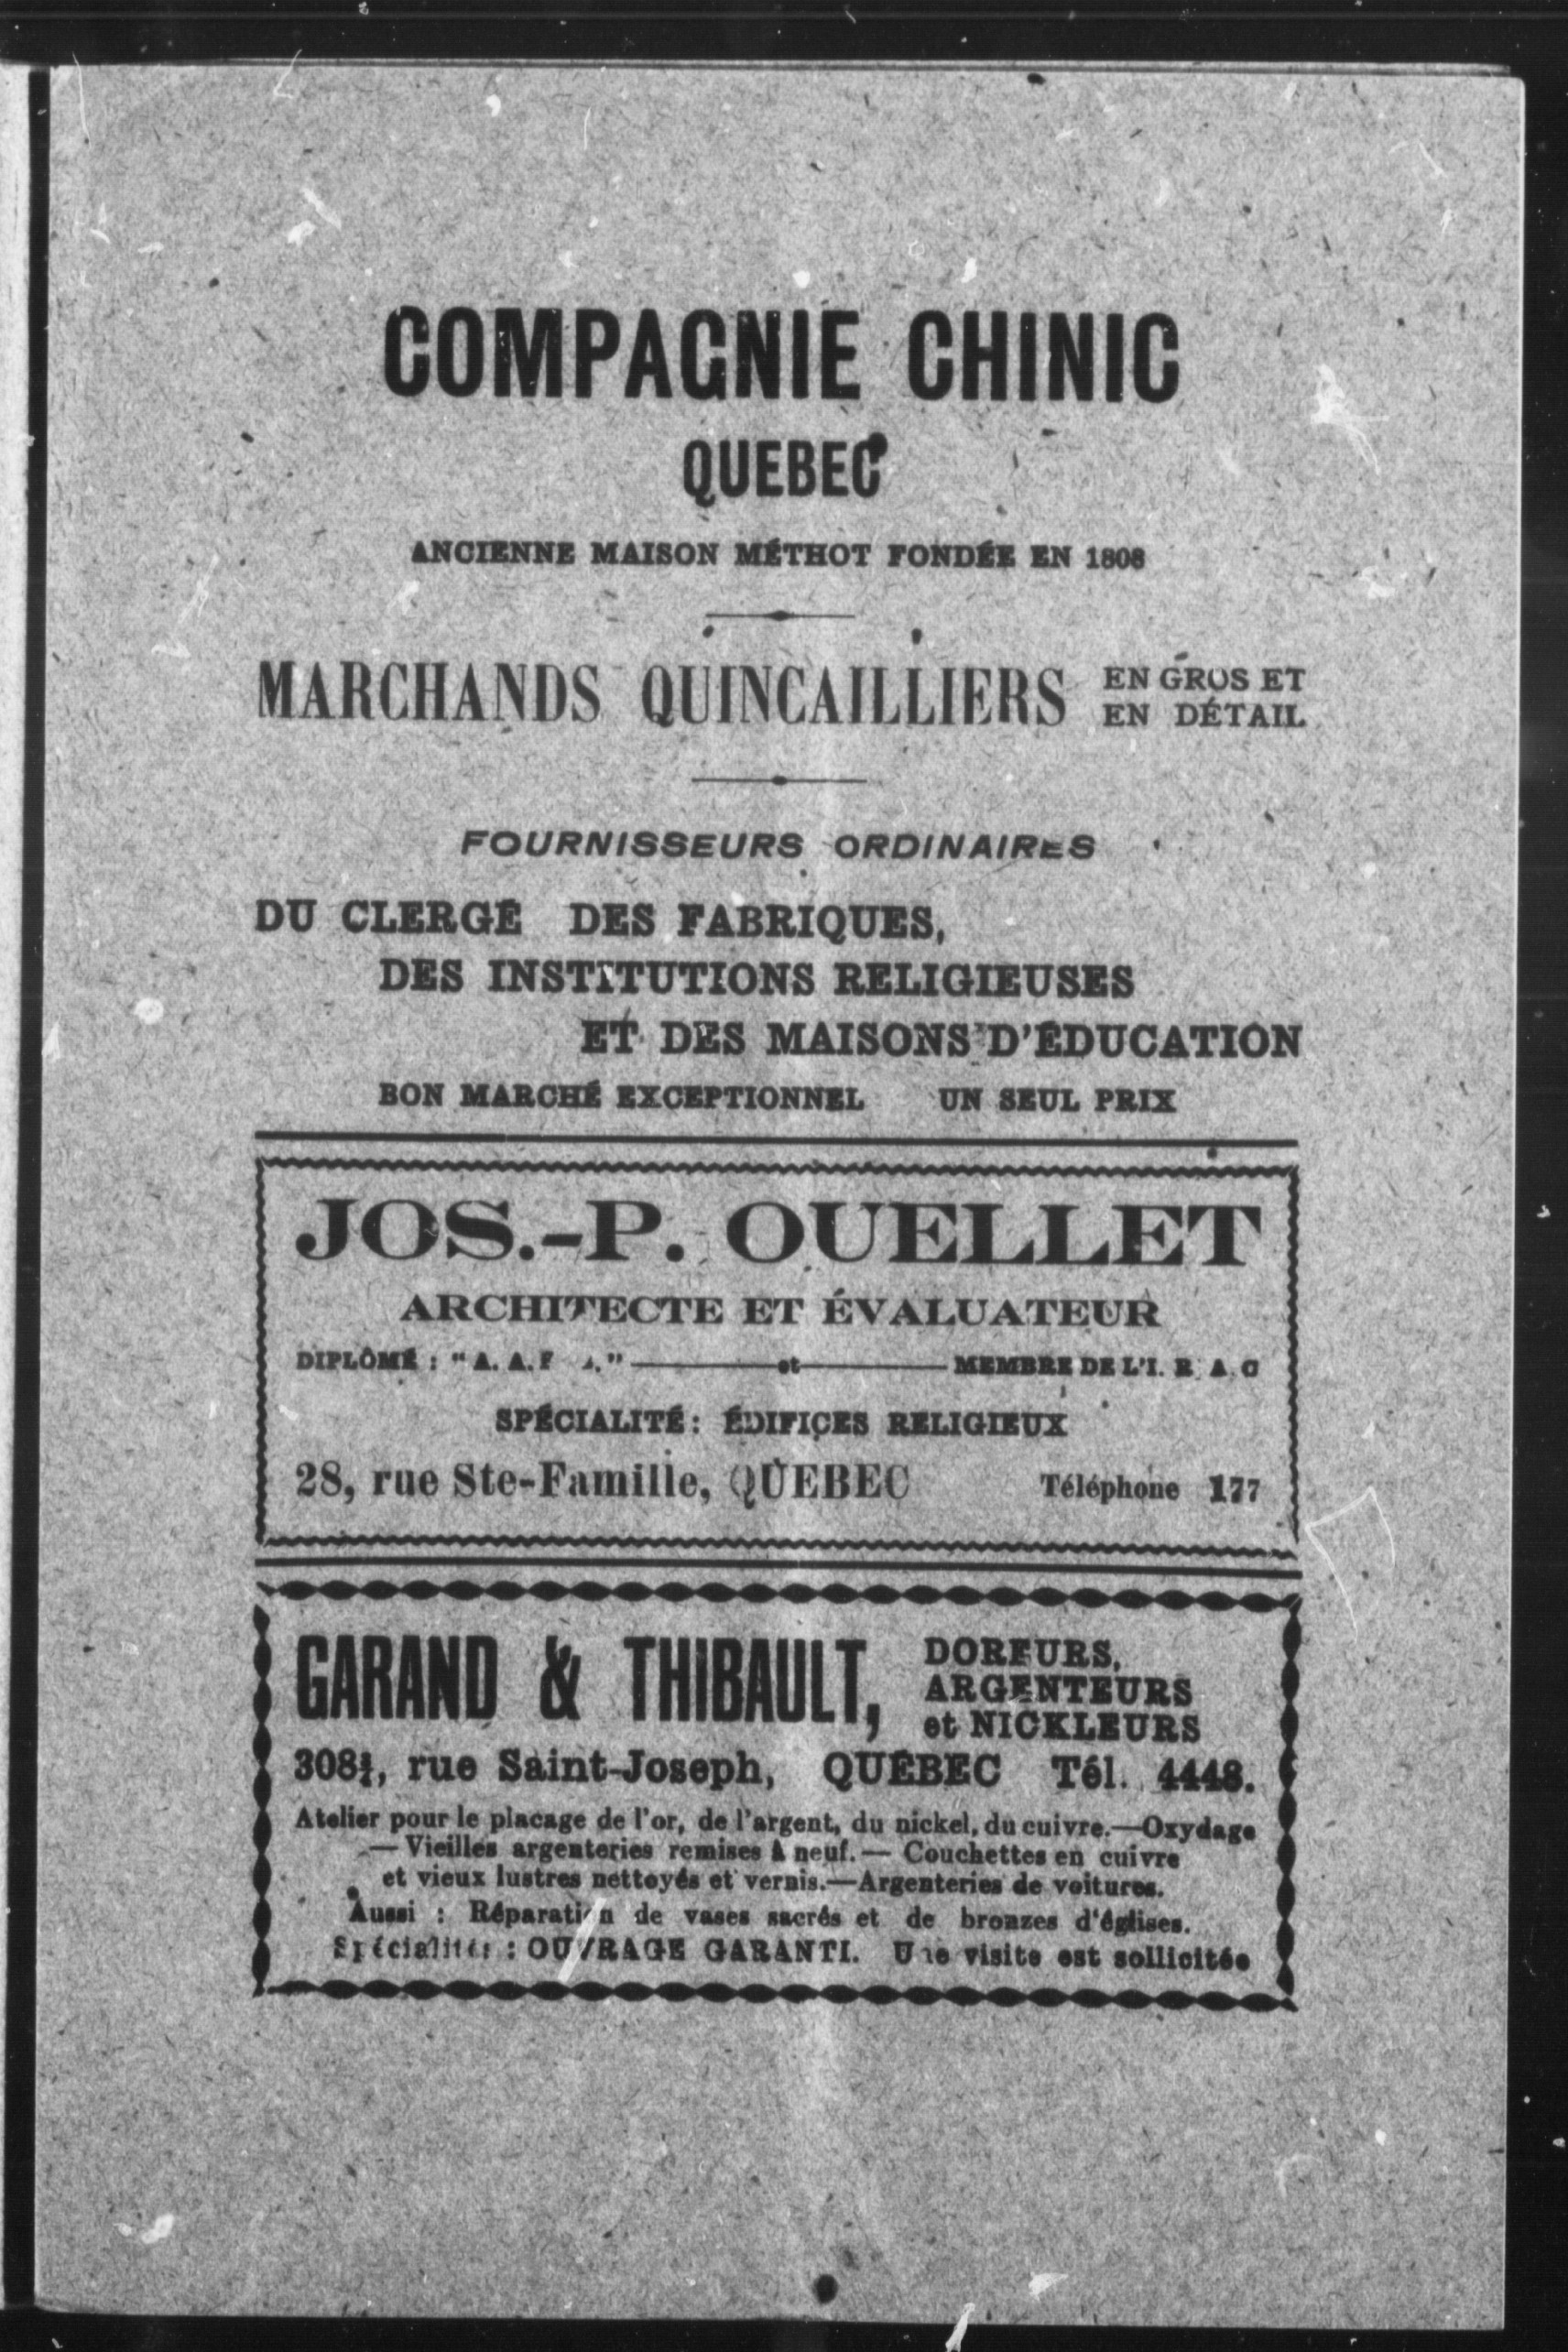 COMPAGNIE CHINIC
QUEBEC
ANCIENNE MAISON MÉTHOT FONDÉE EN 1808
MARCHANDS QUINCAILLIERS EN GROS ET
EN DÉTAIL
FOURNISSEURS ORDINAIRES
DU CLERGÉ DES FABRIQUES,
DES INSTITUTIONS RELIGIEUSES
ET DES MAISONS D'ÉDUCATION
BON MARCHÉ EXCEPTIONNEL UN SEUL PRIX
JOS.-P. OUELLET
ARCHITECTE ET ÉVALUATEUR
DIPLÔMÉ : et MEMBRE DE L'I. R. A. C
SPÉCIALITÉ : ÉDIFICES RELIGIEUX
28, rue Ste-Famille, QUEBEC Téléphone 177
GARAND & THIBAULT,
DOREURS,
ARGENTEURS
et NICKLEURS
308½, rue Saint-Joseph, QUÉBEC Tél. 4448.
Atelier pour le placage de l'or, de l'argent, du nickel, du cuivre.—Oxydage
— Vieilles argenteries remises à neuf. — Couchettes en cuivre
et vieux lustres nettoyés et vernis.—Argenteries de voitures.
Aussi : Réparation de vases sacrés et de bronzes d'églises.
Spécialités : OUVRAGE GARANTI. Une visite est sollicitée